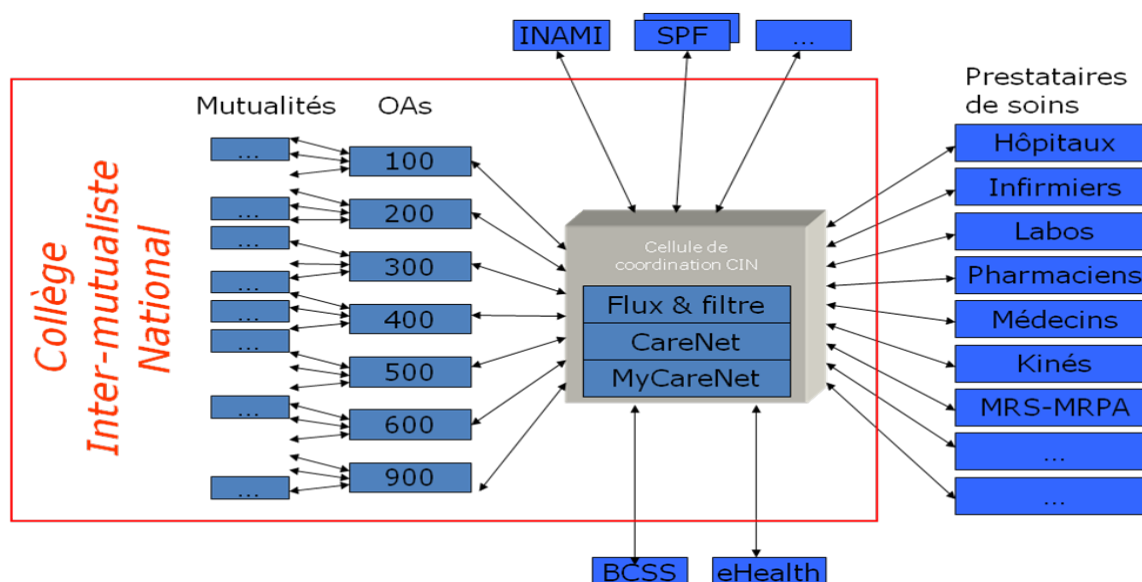 INAMI
SPF
...
Collège
Inter-mutualiste
National
Mutualités
OAs
...
...
...
...
...
...
...
...
100
200
300
400
500
600
900
Cellule de
coordination CIN
Flux & filtre
CareNet
MyCareNet
Prestataires
de soins
Hôpitaux
Infirmiers
Labos
Pharmaciens
Médecins
Kinés
MRS-MRPA
...
...
BCSS
eHealth